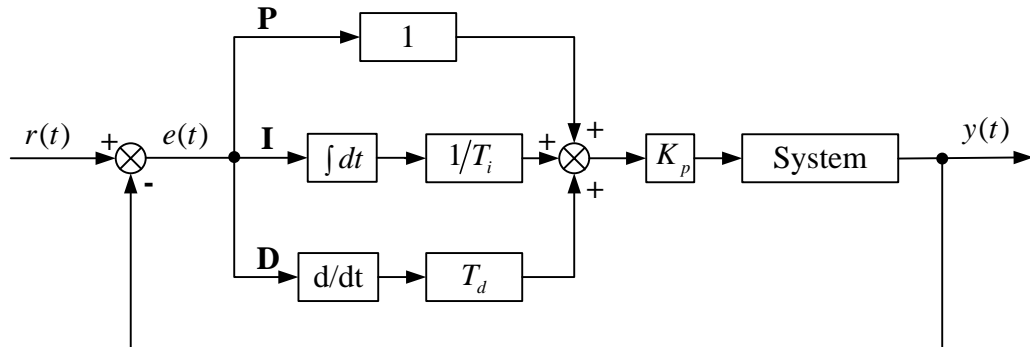 P
1
r(t)
+
e(t)
I
∫ dt
1/T_i
+
+
+
K_p
System
y(t)
-
D
d/dt
T_d